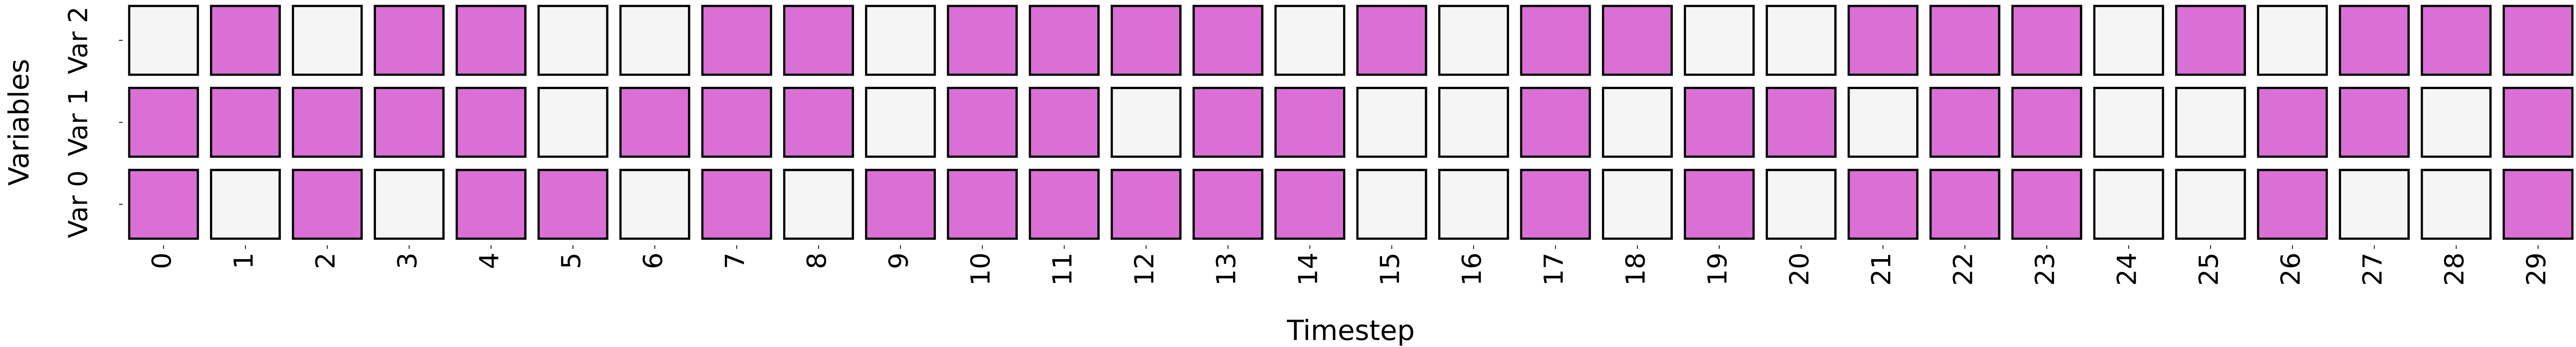 Variables
Var 2
Var 1
Var 0
0 1 2 3 4 5 6 7 8 9 10 11 12 13 14 15 16 17 18 19 20 21 22 23 24 25 26 27 28 29
Timestep